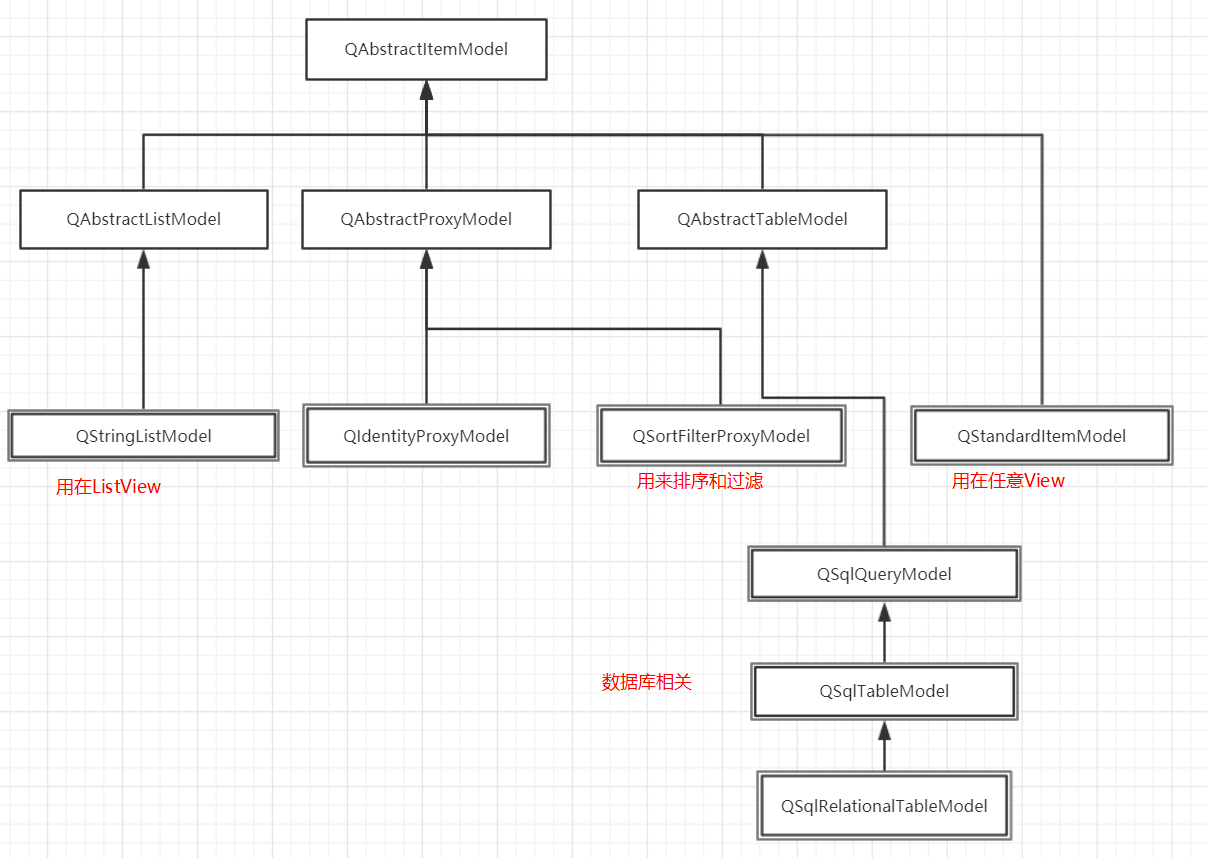 QAbstractItemModel
QAbstractListModel
QAbstractProxyModel
QAbstractTableModel
QStringListModel
QIdentityProxyModel
QSortFilterProxyModel
QStandardItemModel
用在ListView
用来排序和过滤
用在任意View
QSqlQueryModel
数据库相关
QSqlTableModel
QSqlRelationalTableModel